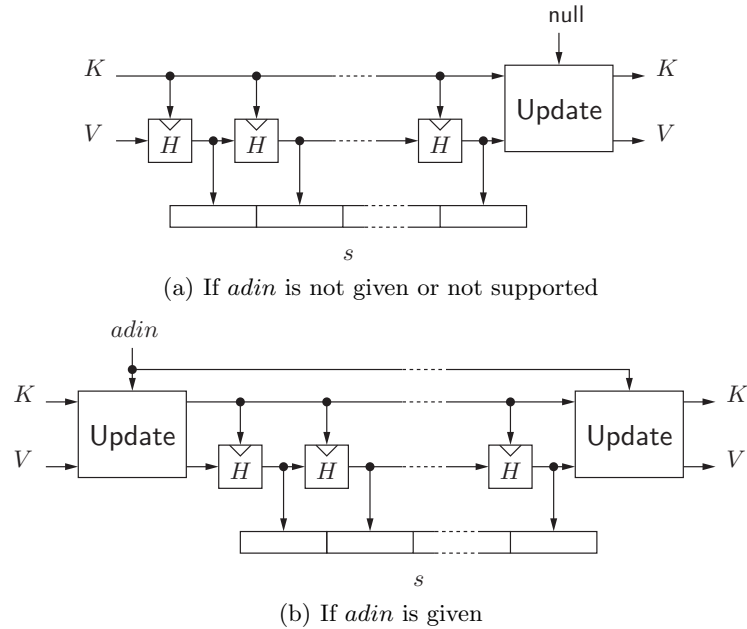 null
K K
Update
V H H H V
s
(a) If adin is not given or not supported
adin
K K
Update Update
V H H H V
s
(b) If adin is given